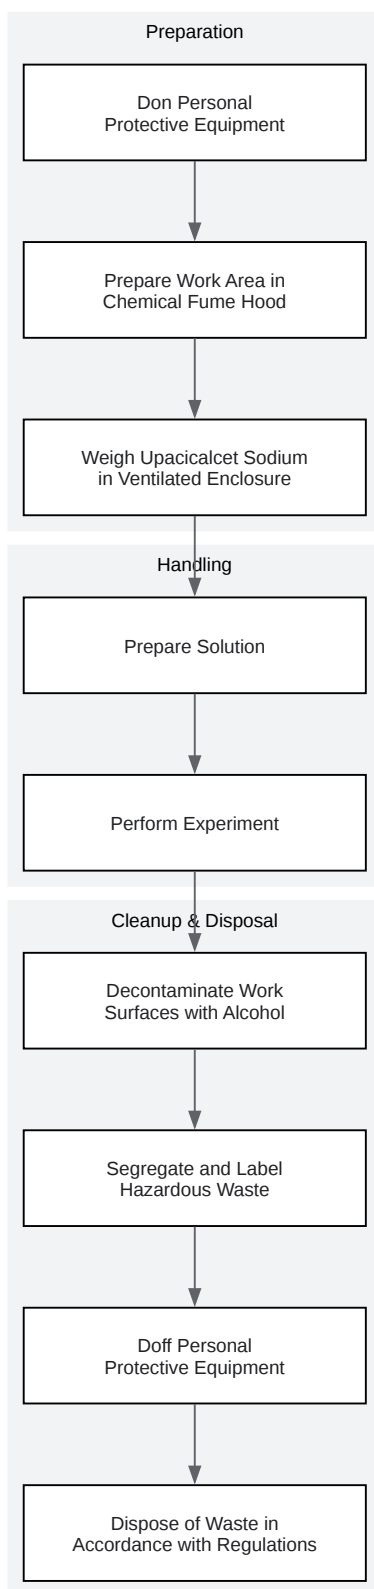 Preparation
Don Personal
Protective Equipment
Prepare Work Area in
Chemical Fume Hood
Weigh Upacicalcet Sodium
in Ventilated Enclosure
Handling
Prepare Solution
Perform Experiment
Cleanup & Disposal
Decontaminate Work
Surfaces with Alcohol
Segregate and Label
Hazardous Waste
Doff Personal
Protective Equipment
Dispose of Waste in
Accordance with Regulations